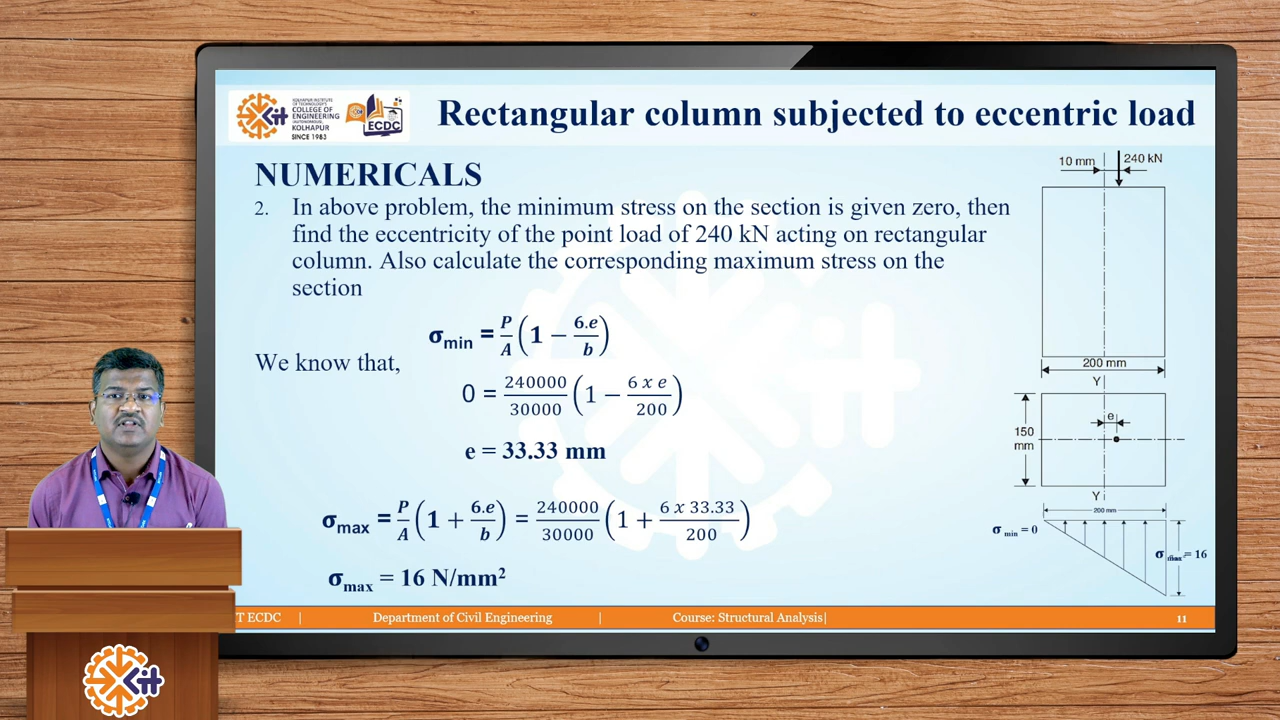 KOLHAPUR INSTITUTE
OF TECHNOLOGY'S
COLLEGE OF
ENGINEERING
(AUTONOMOUS),
KOLHAPUR
SINCE 1983
ECDC
Rectangular column subjected to eccentric load
NUMERICALS
2. In above problem, the minimum stress on the section is given zero, then
find the eccentricity of the point load of 240 kN acting on rectangular
column. Also calculate the corresponding maximum stress on the
section
σmin = P/A (1 − 6.e/b)
We know that,
0 = 240000/30000 (1 − 6 x e/200)
e = 33.33 mm
σmax = P/A (1 + 6.e/b) = 240000/30000 (1 + 6 x 33.33/200)
σmax = 16 N/mm²
10 mm
240 kN
200 mm
Y
e
150
mm
Y
200 mm
σ min = 0
σ max = 16
T ECDC | Department of Civil Engineering | Course: Structural Analysis|
11
Kit